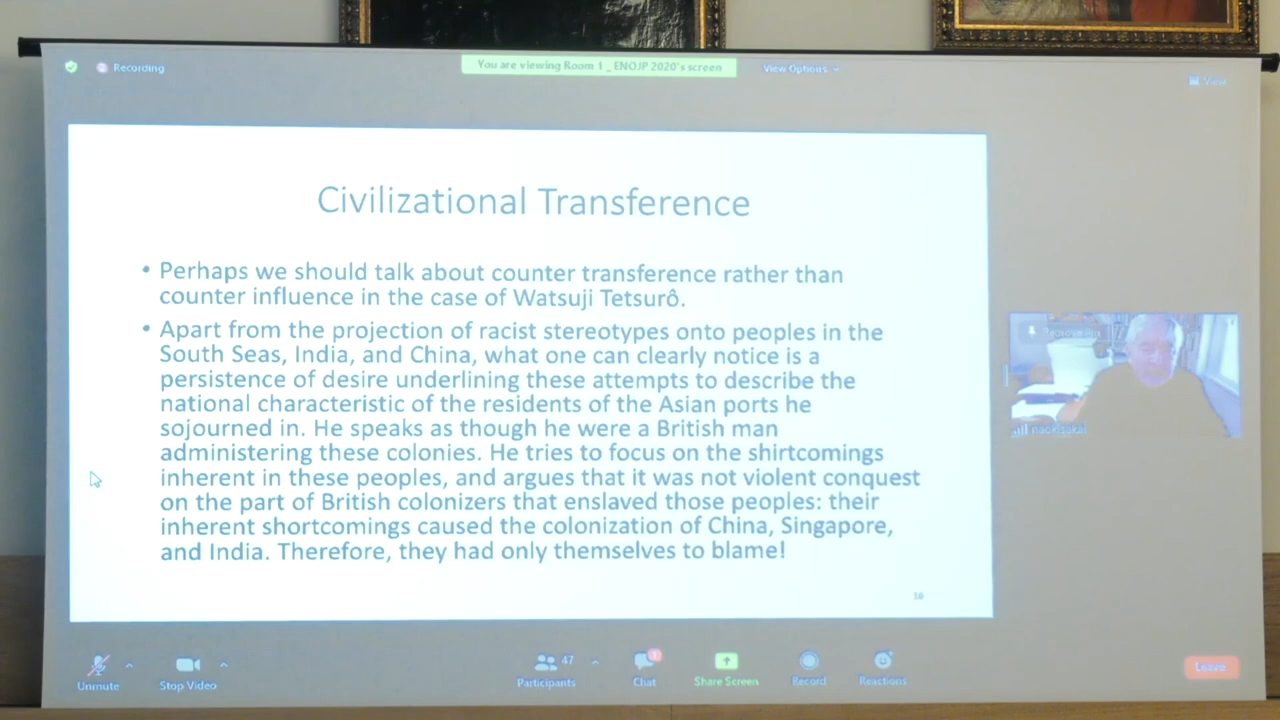 Recording
You are viewing Room 1 _ ENOJP 2020's screen
View Options
View
Civilizational Transference
• Perhaps we should talk about counter transference rather than
counter influence in the case of Watsuji Tetsurô.
• Apart from the projection of racist stereotypes onto peoples in the
South Seas, India, and China, what one can clearly notice is a
persistence of desire underlining these attempts to describe the
national characteristic of the residents of the Asian ports he
sojourned in. He speaks as though he were a British man
administering these colonies. He tries to focus on the shirtcomings
inherent in these peoples, and argues that it was not violent conquest
on the part of British colonizers that enslaved those peoples: their
inherent shortcomings caused the colonization of China, Singapore,
and India. Therefore, they had only themselves to blame!
Unmute
Stop Video
47
Participants
1
Chat
Share Screen
Record
Reactions
Leave